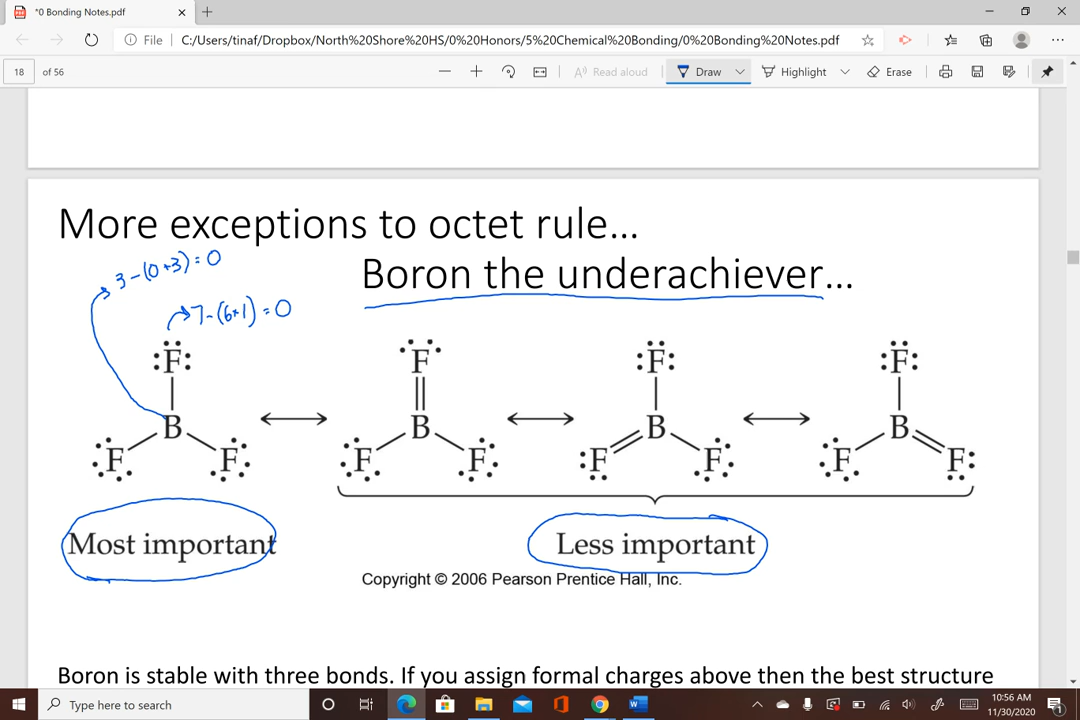 *0 Bonding Notes.pdf
File C:/Users/tinaf/Dropbox/North%20Shore%20HS/0%20Honors/5%20Chemical%20Bonding/0%20Bonding%20Notes.pdf
18 of 56 Read aloud Draw Highlight Erase
More exceptions to octet rule...
3-(0+3)=0
Boron the underachiever...
7-(6+1)=0
F F F F
B B B B
F F F F F F F F
Most important Less important
Copyright © 2006 Pearson Prentice Hall, Inc.
Boron is stable with three bonds. If you assign formal charges above then the best structure
Type here to search
10:56 AM
11/30/2020
1